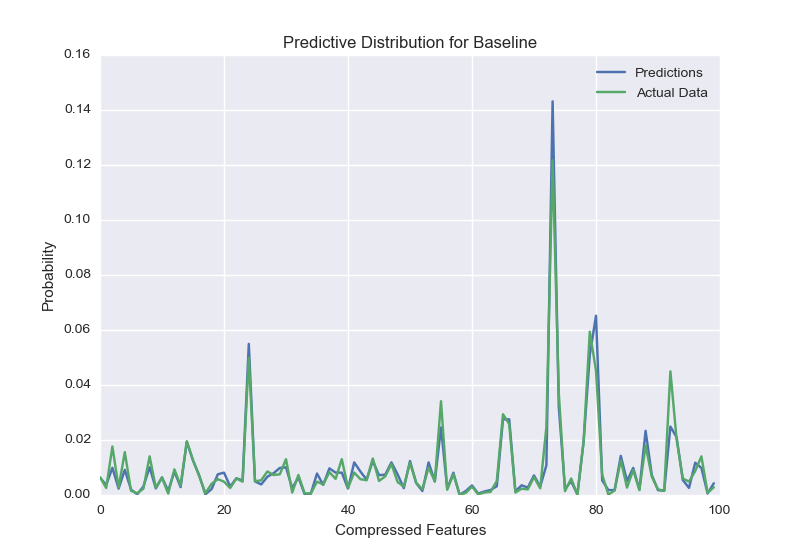 Predictive Distribution for Baseline
0.16
Predictions
Actual Data
0.14
0.12
0.10
0.08
Probability
0.06
0.04
0.02
0.00
0 20 40 60 80 100
Compressed Features